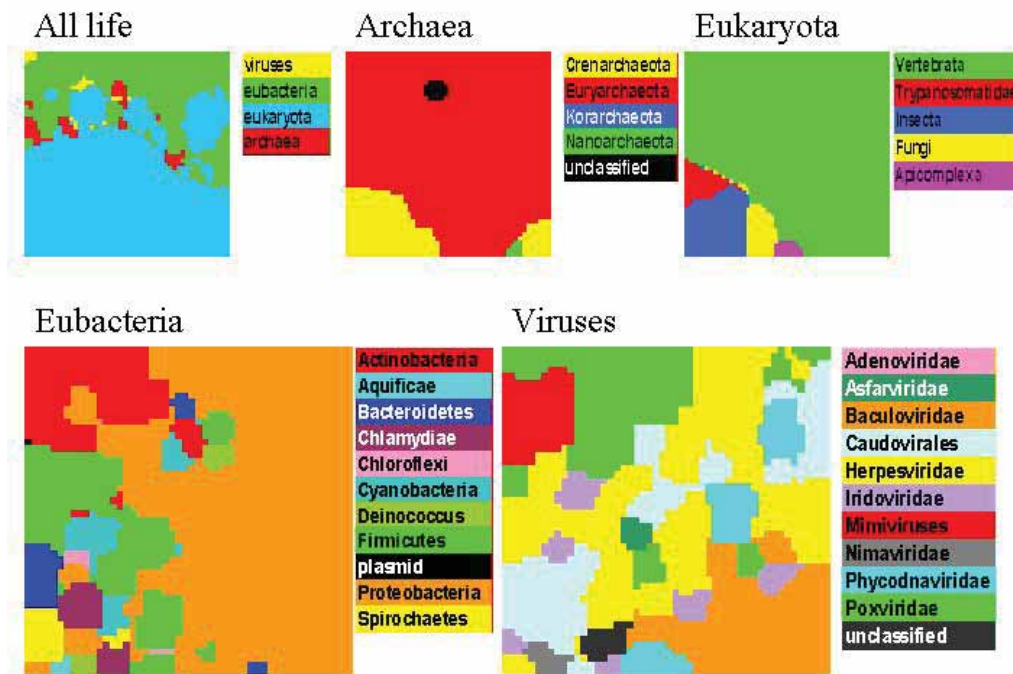 All life
viruses
eubacteria
eukaryota
archaea
Archaea
Crenarchaeota
Euryarchaeota
Korarchaeota
Nanoarchaeota
unclassified
Eukaryota
Vertebrata
Trypanosomatidae
Insecta
Fungi
Apicomplexa
Eubacteria
Actinobacteria
Aquificae
Bacteroidetes
Chlamydiae
Chloroflexi
Cyanobacteria
Deinococcus
Firmicutes
plasmid
Proteobacteria
Spirochaetes
Viruses
Adenoviridae
Asfarviridae
Baculoviridae
Caudovirales
Herpesviridae
Iridoviridae
Mimiviruses
Nimaviridae
Phycodnaviridae
Poxviridae
unclassified